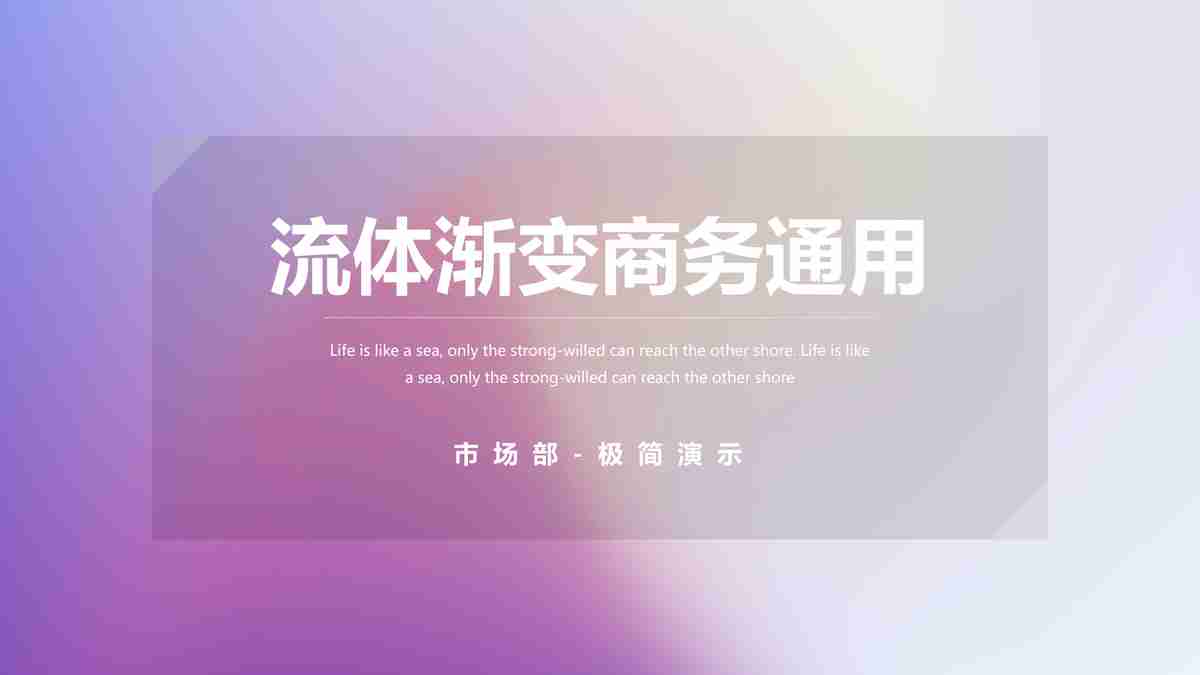 流体渐变商务通用
Life is like a sea, only the strong-willed can reach the other shore. Life is like
a sea, only the strong-willed can reach the other shore
市场部-极简演示